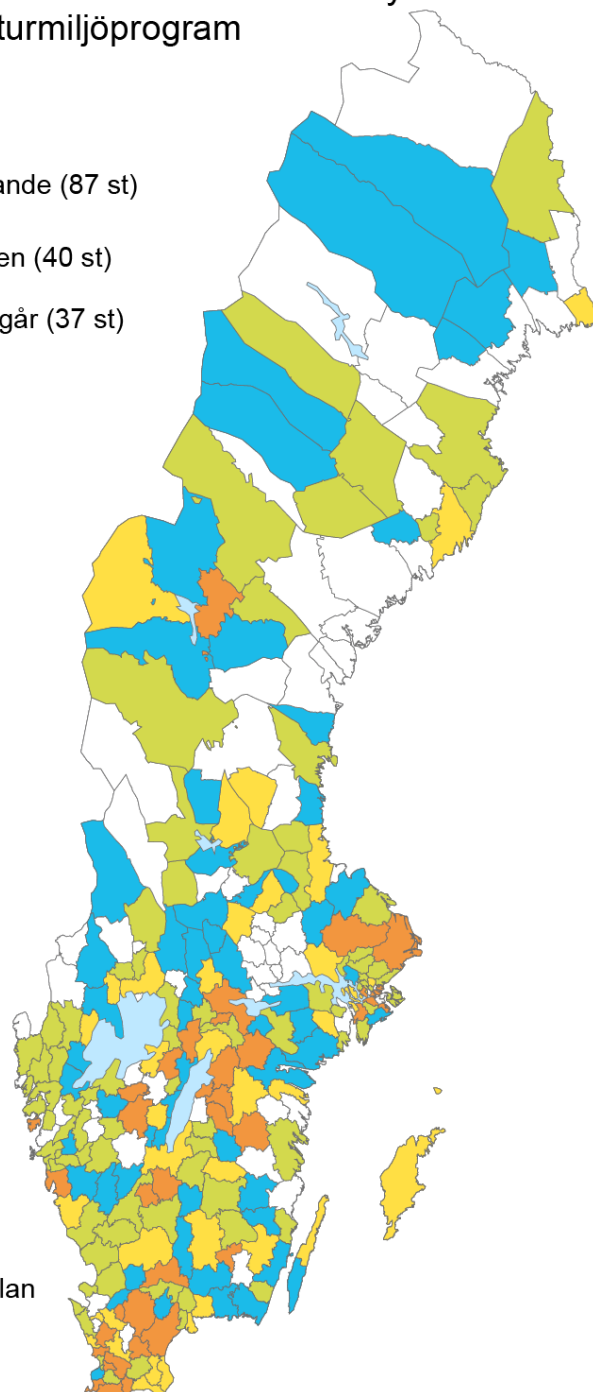 turmiljöprogram
ande (87 st)
en (40 st)
går (37 st)
lan